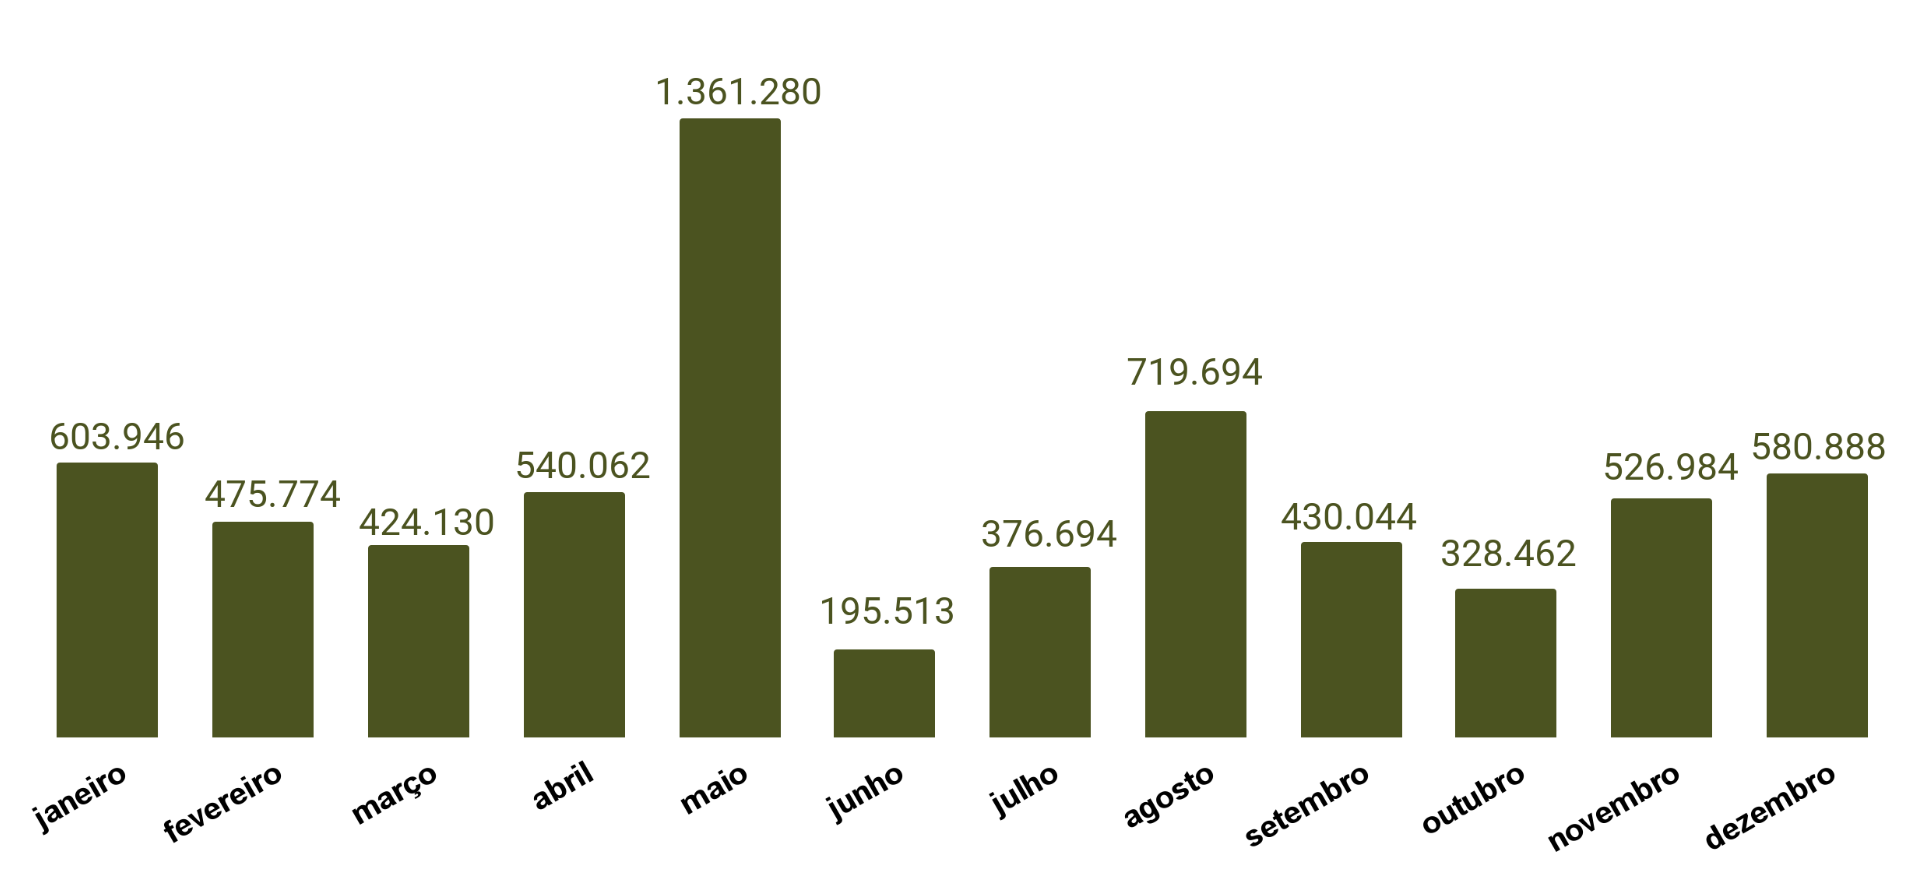 1.361.280
719.694
603.946
580.888
540.062
526.984
475.774
424.130
430.044
376.694
328.462
195.513
janeiro
fevereiro
março
abril
maio
junho
julho
agosto
setembro
outubro
novembro
dezembro